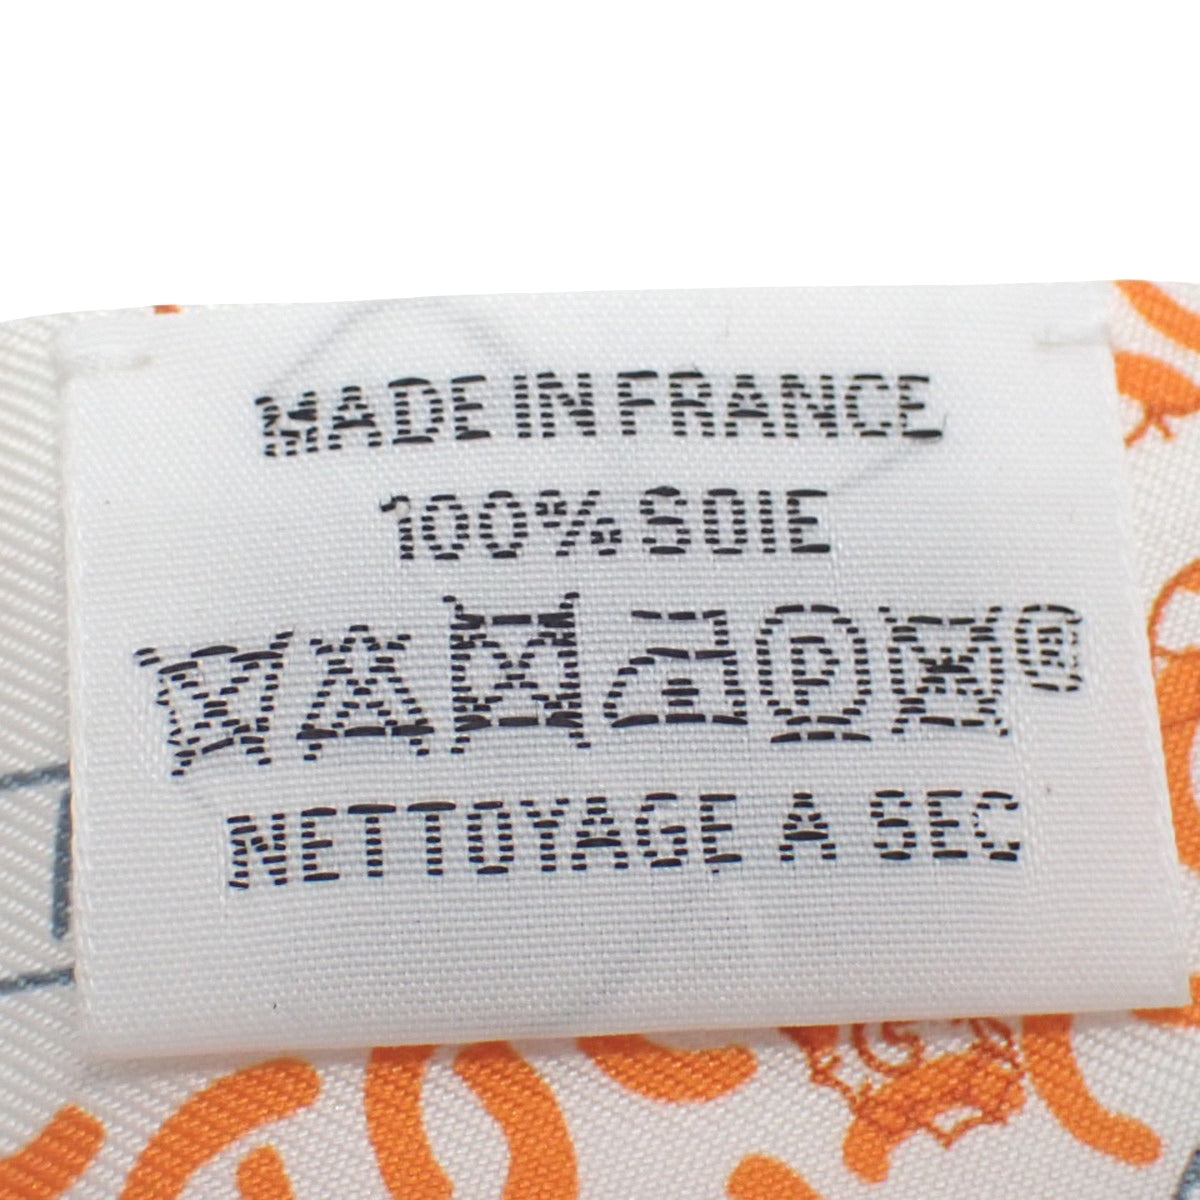 MADE IN FRANCE
100% SOIE
P ®
NETTOYAGE A SEC